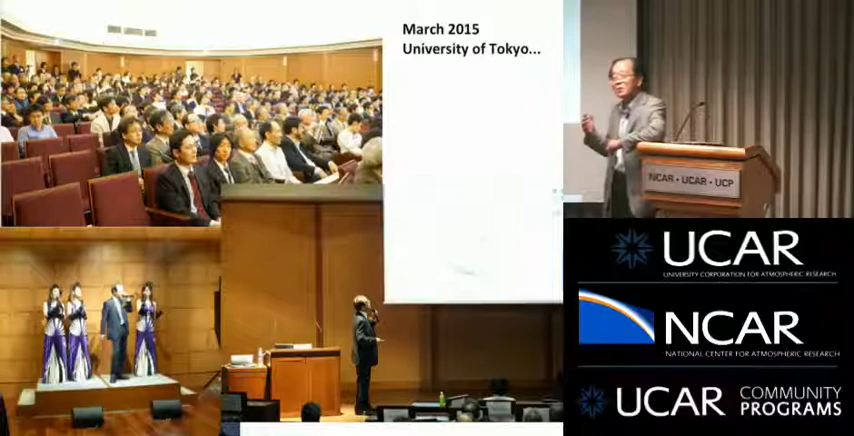 March 2015
University of Tokyo...
NCAR • UCAR • UCP
UCAR
UNIVERSITY CORPORATION FOR ATMOSPHERIC RESEARCH
NCAR
NATIONAL CENTER FOR ATMOSPHERIC RESEARCH
UCAR COMMUNITY
PROGRAMS